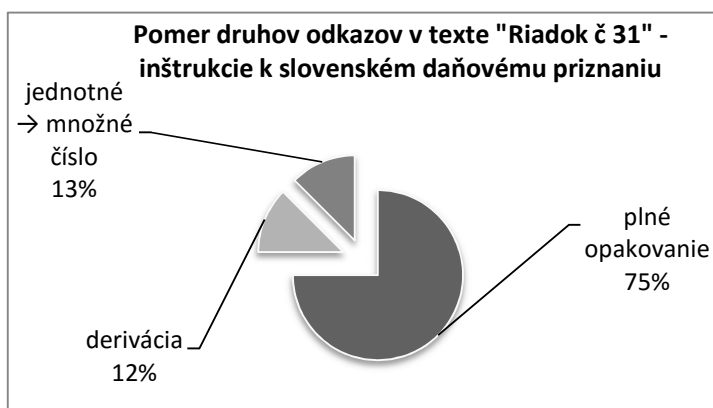 Pomer druhov odkazov v texte "Riadok č 31" -
inštrukcie k slovenském daňovému priznaniu
jednotné
→ množné
číslo
13%
plné
opakovanie
75%
derivácia
12%